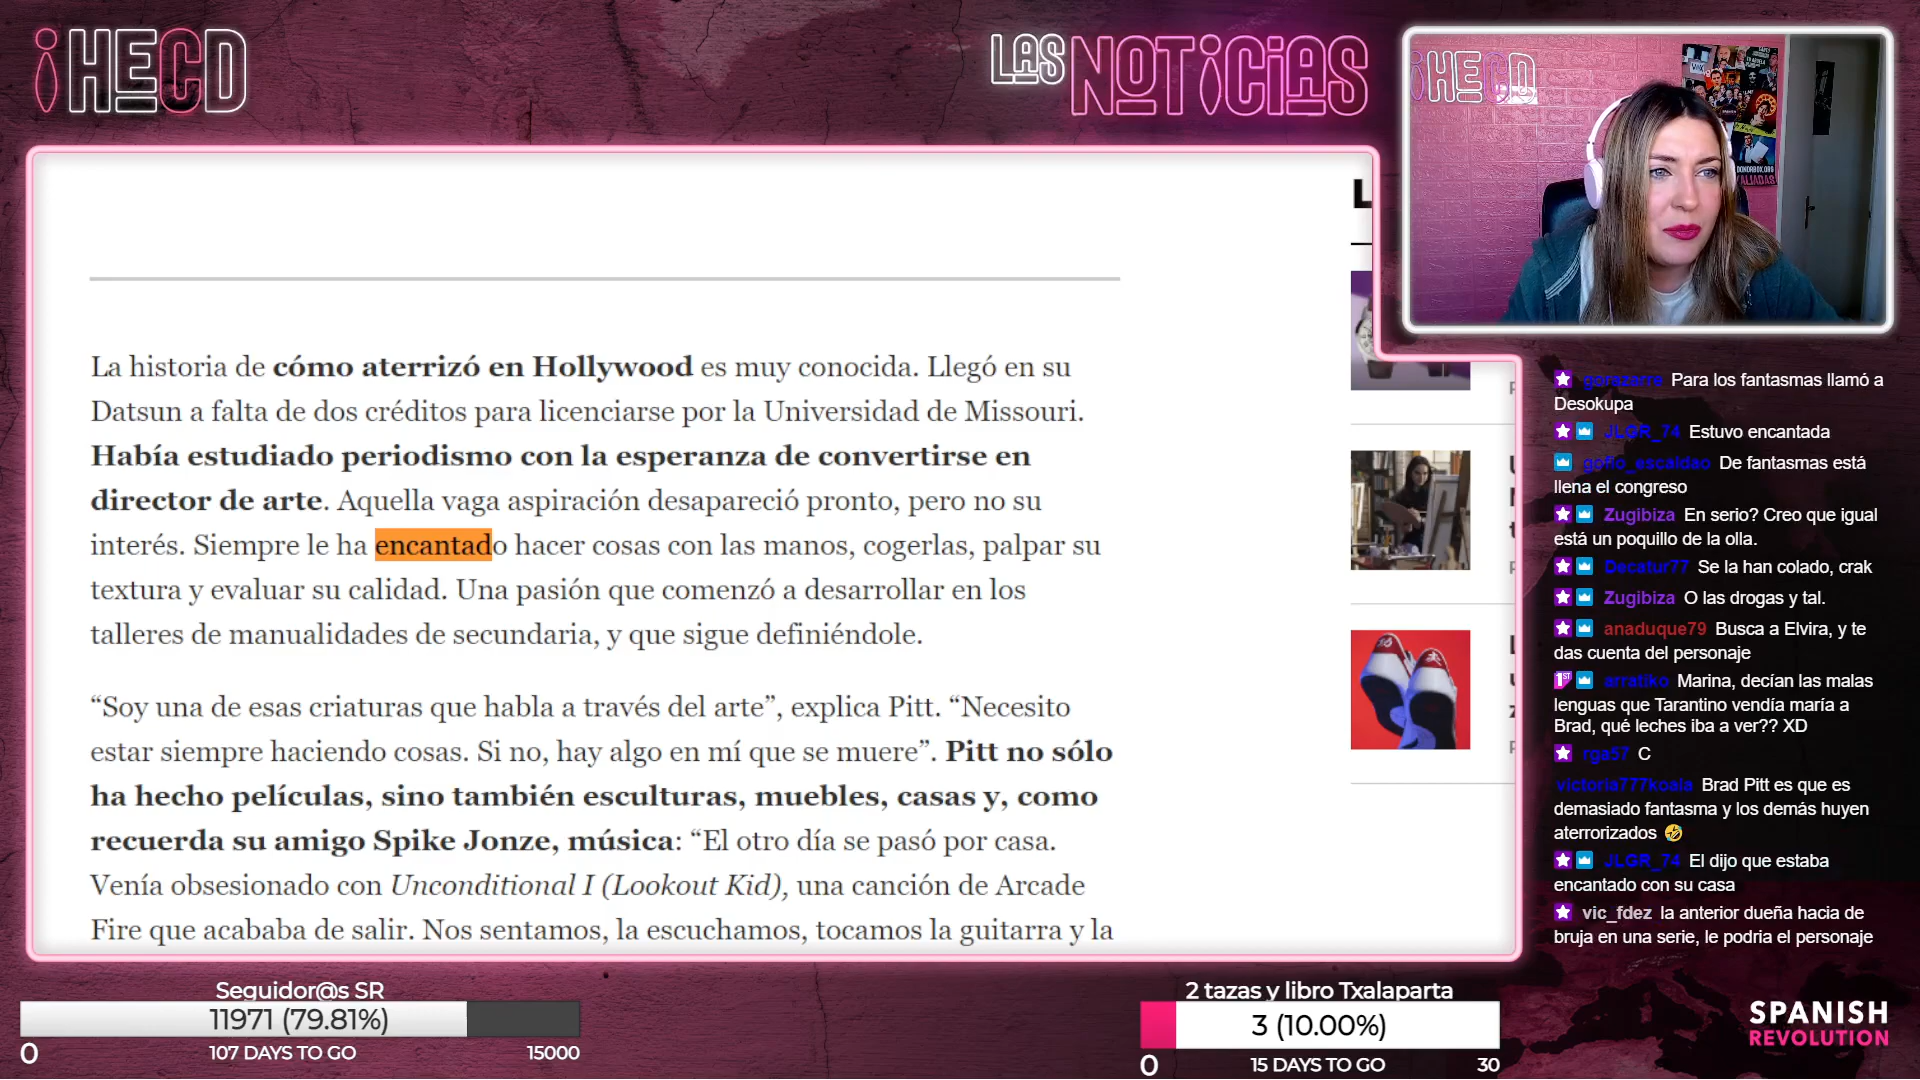 ¡HECD
LAS NOTICIAS
¡HECD
La historia de cómo aterrizó en Hollywood es muy conocida. Llegó en su
Datsun a falta de dos créditos para licenciarse por la Universidad de Missouri.
Había estudiado periodismo con la esperanza de convertirse en
director de arte. Aquella vaga aspiración desapareció pronto, pero no su
interés. Siempre le ha encantado hacer cosas con las manos, cogerlas, palpar su
textura y evaluar su calidad. Una pasión que comenzó a desarrollar en los
talleres de manualidades de secundaria, y que sigue definiéndole.
“Soy una de esas criaturas que habla a través del arte”, explica Pitt. “Necesito
estar siempre haciendo cosas. Si no, hay algo en mí que se muere”. Pitt no sólo
ha hecho películas, sino también esculturas, muebles, casas y, como
recuerda su amigo Spike Jonze, música: “El otro día se pasó por casa.
Venía obsesionado con Unconditional I (Lookout Kid), una canción de Arcade
Fire que acababa de salir. Nos sentamos, la escuchamos, tocamos la guitarra y la
L
gorazarre Para los fantasmas llamó a
Desokupa
JLGR_74 Estuvo encantada
gofio_escaldao De fantasmas está
llena el congreso
Zugibiza En serio? Creo que igual
está un poquillo de la olla.
Decatur77 Se la han colado, crak
Zugibiza O las drogas y tal.
anaduque79 Busca a Elvira, y te
das cuenta del personaje
1ST arratiko Marina, decían las malas
lenguas que Tarantino vendía maría a
Brad, qué leches iba a ver?? XD
rga57 C
victoria777koala Brad Pitt es que es
demasiado fantasma y los demás huyen
aterrorizados 🤣
JLGR_74 El dijo que estaba
encantado con su casa
vic_fdez la anterior dueña hacia de
bruja en una serie, le podria el personaje
Seguidor@s SR
11971 (79.81%)
0 107 DAYS TO GO 15000
2 tazas y libro Txalaparta
3 (10.00%)
0 15 DAYS TO GO 30
SPANISH
REVOLUTION